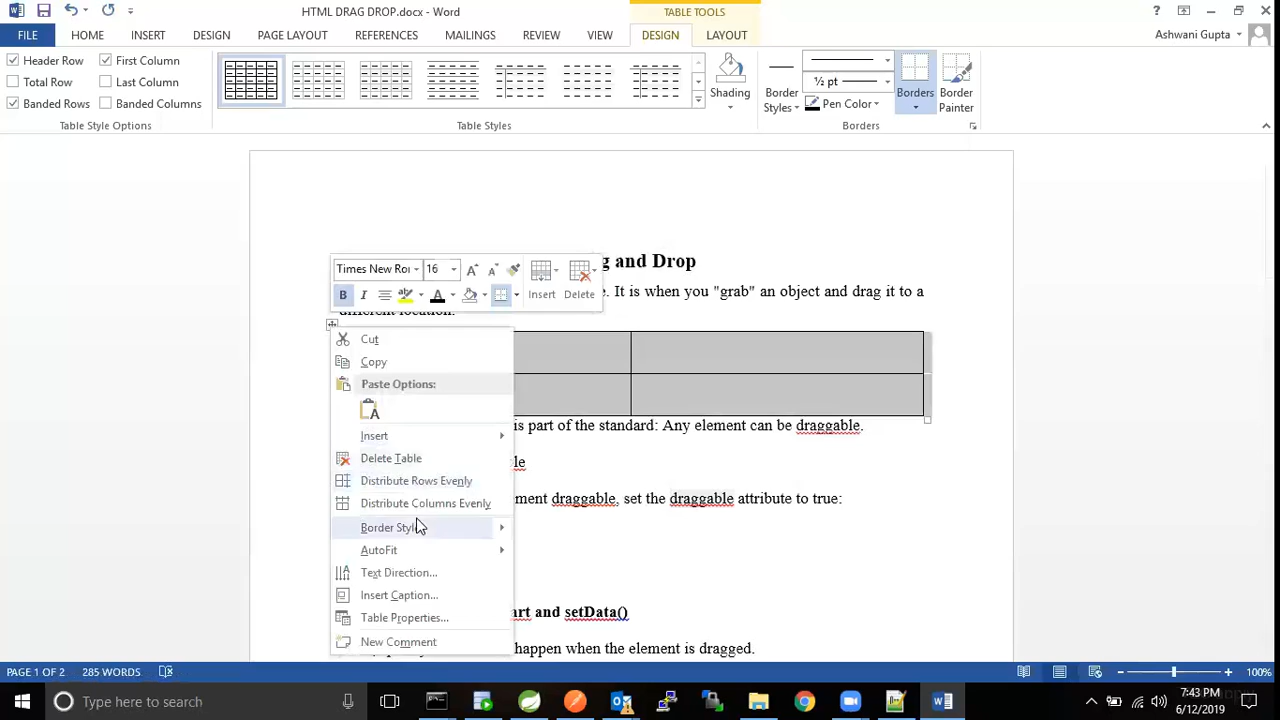 HTML DRAG DROP.docx - Word
TABLE TOOLS
FILE HOME INSERT DESIGN PAGE LAYOUT REFERENCES MAILINGS REVIEW VIEW DESIGN LAYOUT
Ashwani Gupta
Header Row First Column
Total Row Last Column
Banded Rows Banded Columns
Table Style Options
Table Styles
Shading
Border Styles
½ pt
Pen Color
Borders
Border Painter
Borders
g and Drop
e. It is when you "grab" an object and drag it to a
different location.
Times New Ro 16
B I A
Insert Delete
Cut
Copy
Paste Options:
A
Insert
Delete Table
Distribute Rows Evenly
Distribute Columns Evenly
Border Styl
AutoFit
Text Direction...
Insert Caption...
Table Properties...
New Comment
is part of the standard: Any element can be draggable.
le
ment draggable, set the draggable attribute to true:
art and setData()
happen when the element is dragged.
PAGE 1 OF 2 285 WORDS
100%
Type here to search
7:43 PM
6/12/2019